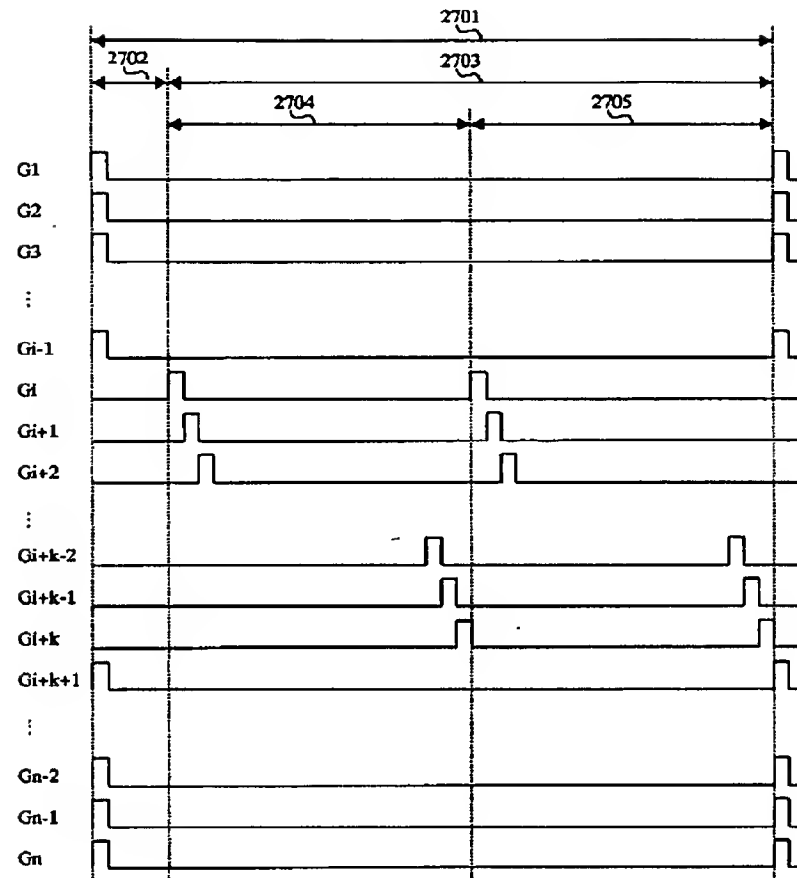 2701
2702
2703
2704
2705
G1
G2
G3
⋮
Gi-1
Gi
Gi+1
Gi+2
⋮
Gi+k-2
Gi+k-1
Gi+k
Gi+k+1
⋮
Gn-2
Gn-1
Gn